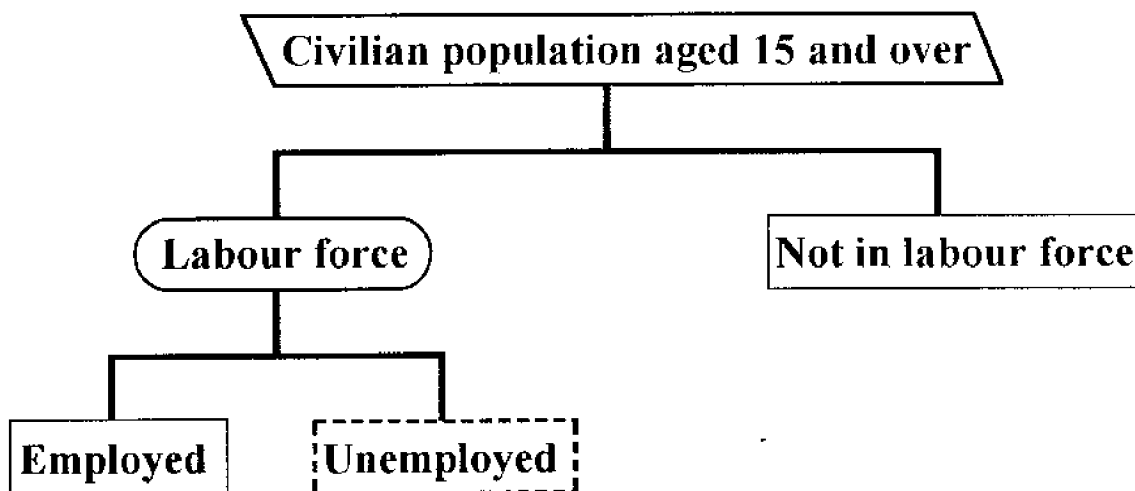 Civilian population aged 15 and over
Labour force
Not in labour force
Employed
Unemployed